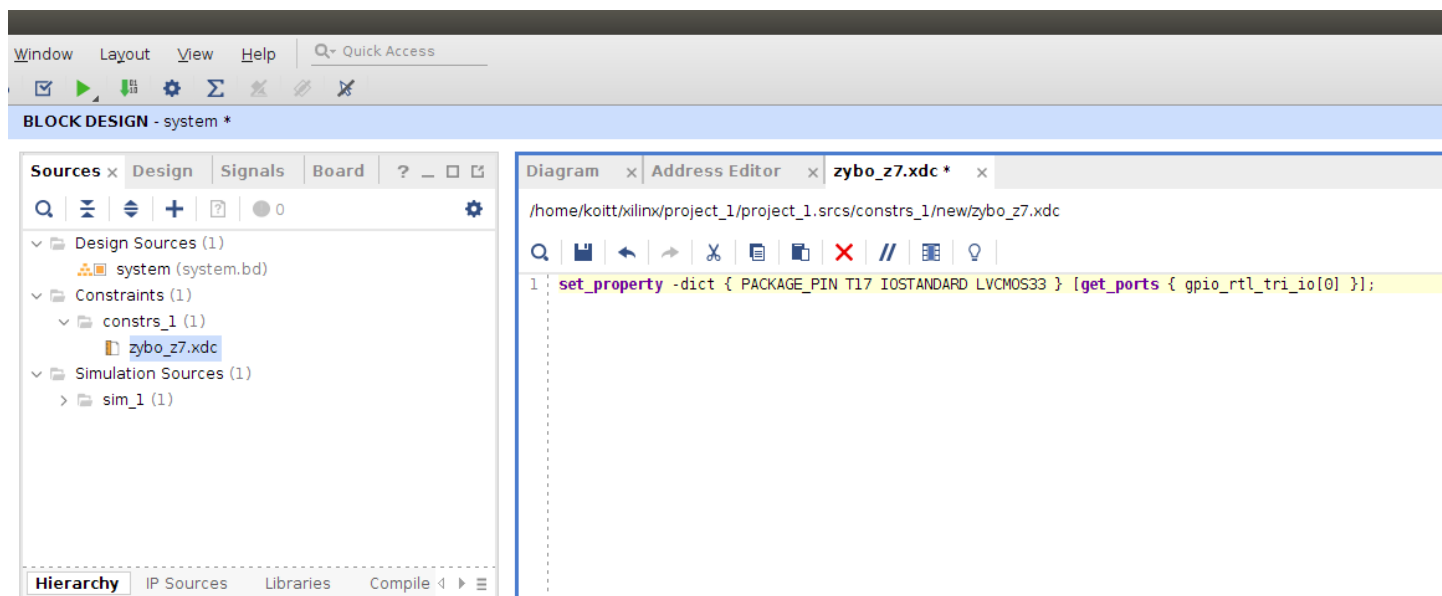 Window Layout View Help Quick Access
BLOCK DESIGN - system *
Sources Design Signals Board ?
0
Design Sources (1)
system (system.bd)
Constraints (1)
constrs_1 (1)
zybo_z7.xdc
Simulation Sources (1)
sim_1 (1)
Hierarchy IP Sources Libraries Compile
Diagram Address Editor zybo_z7.xdc *
/home/koitt/xilinx/project_1/project_1.srcs/constrs_1/new/zybo_z7.xdc
1 set_property -dict { PACKAGE_PIN T17 IOSTANDARD LVCMOS33 } [get_ports { gpio_rtl_tri_io[0] }];